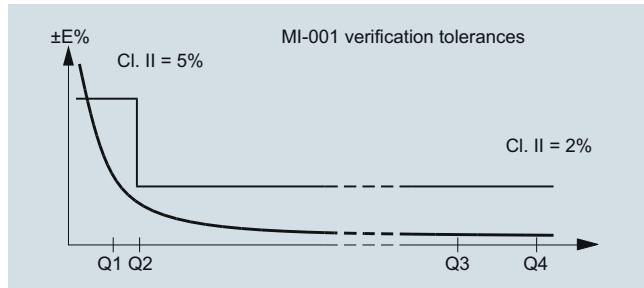 ±E%
MI-001 verification tolerances
Cl. II = 5%
Cl. II = 2%
Q1 Q2 Q3 Q4